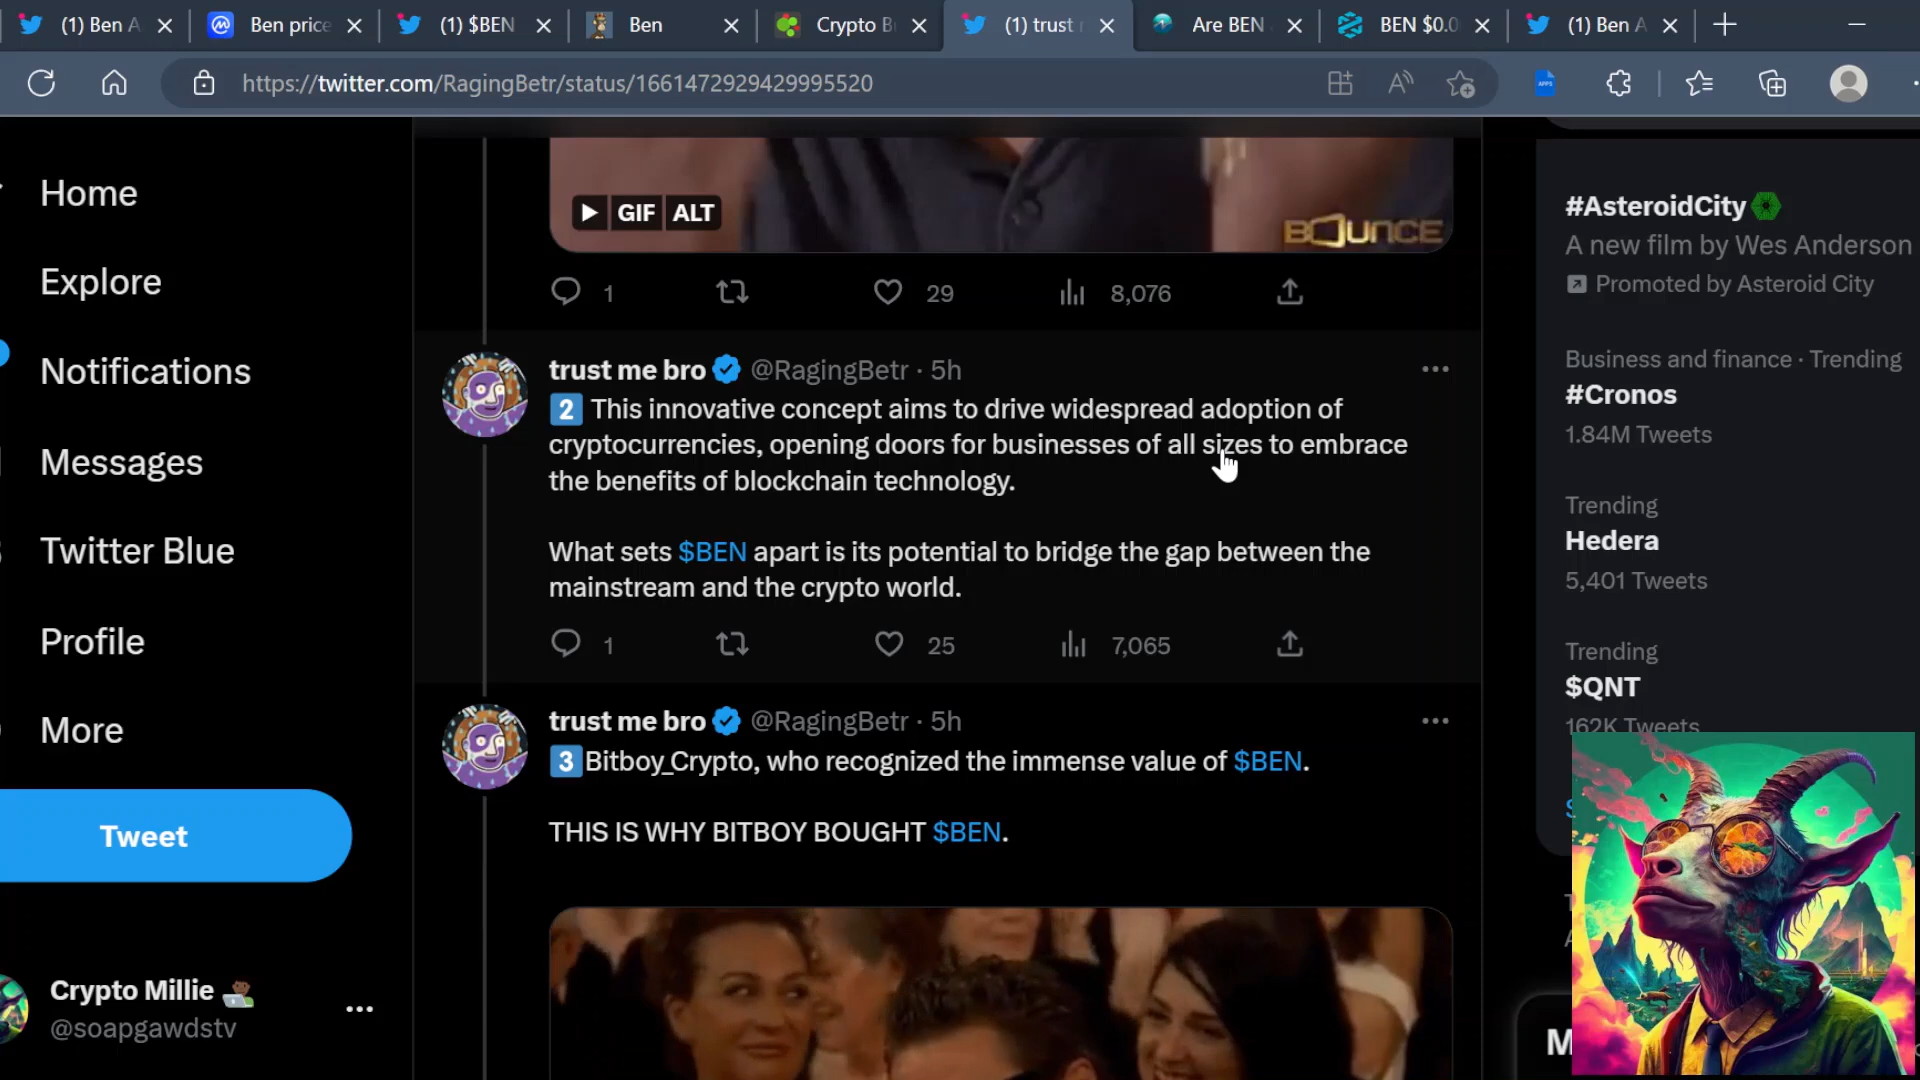 (1) Ben A
Ben price
(1) $BEN
Ben
Crypto B
(1) trust
Are BEN
BEN $0.0
(1) Ben A
https://twitter.com/RagingBetr/status/1661472929429995520
APPS
Home
Explore
Notifications
Messages
Twitter Blue
Profile
More
Tweet
Crypto Millie
@soapgawdstv
GIF ALT
BOUNCE
1 29 8,076
trust me bro @RagingBetr · 5h
2 This innovative concept aims to drive widespread adoption of
cryptocurrencies, opening doors for businesses of all sizes to embrace
the benefits of blockchain technology.
What sets $BEN apart is its potential to bridge the gap between the
mainstream and the crypto world.
1 25 7,065
trust me bro @RagingBetr · 5h
3 Bitboy_Crypto, who recognized the immense value of $BEN.
THIS IS WHY BITBOY BOUGHT $BEN.
#AsteroidCity
A new film by Wes Anderson
Promoted by Asteroid City
Business and finance · Trending
#Cronos
1.84M Tweets
Trending
Hedera
5,401 Tweets
Trending
$QNT
162K Tweets